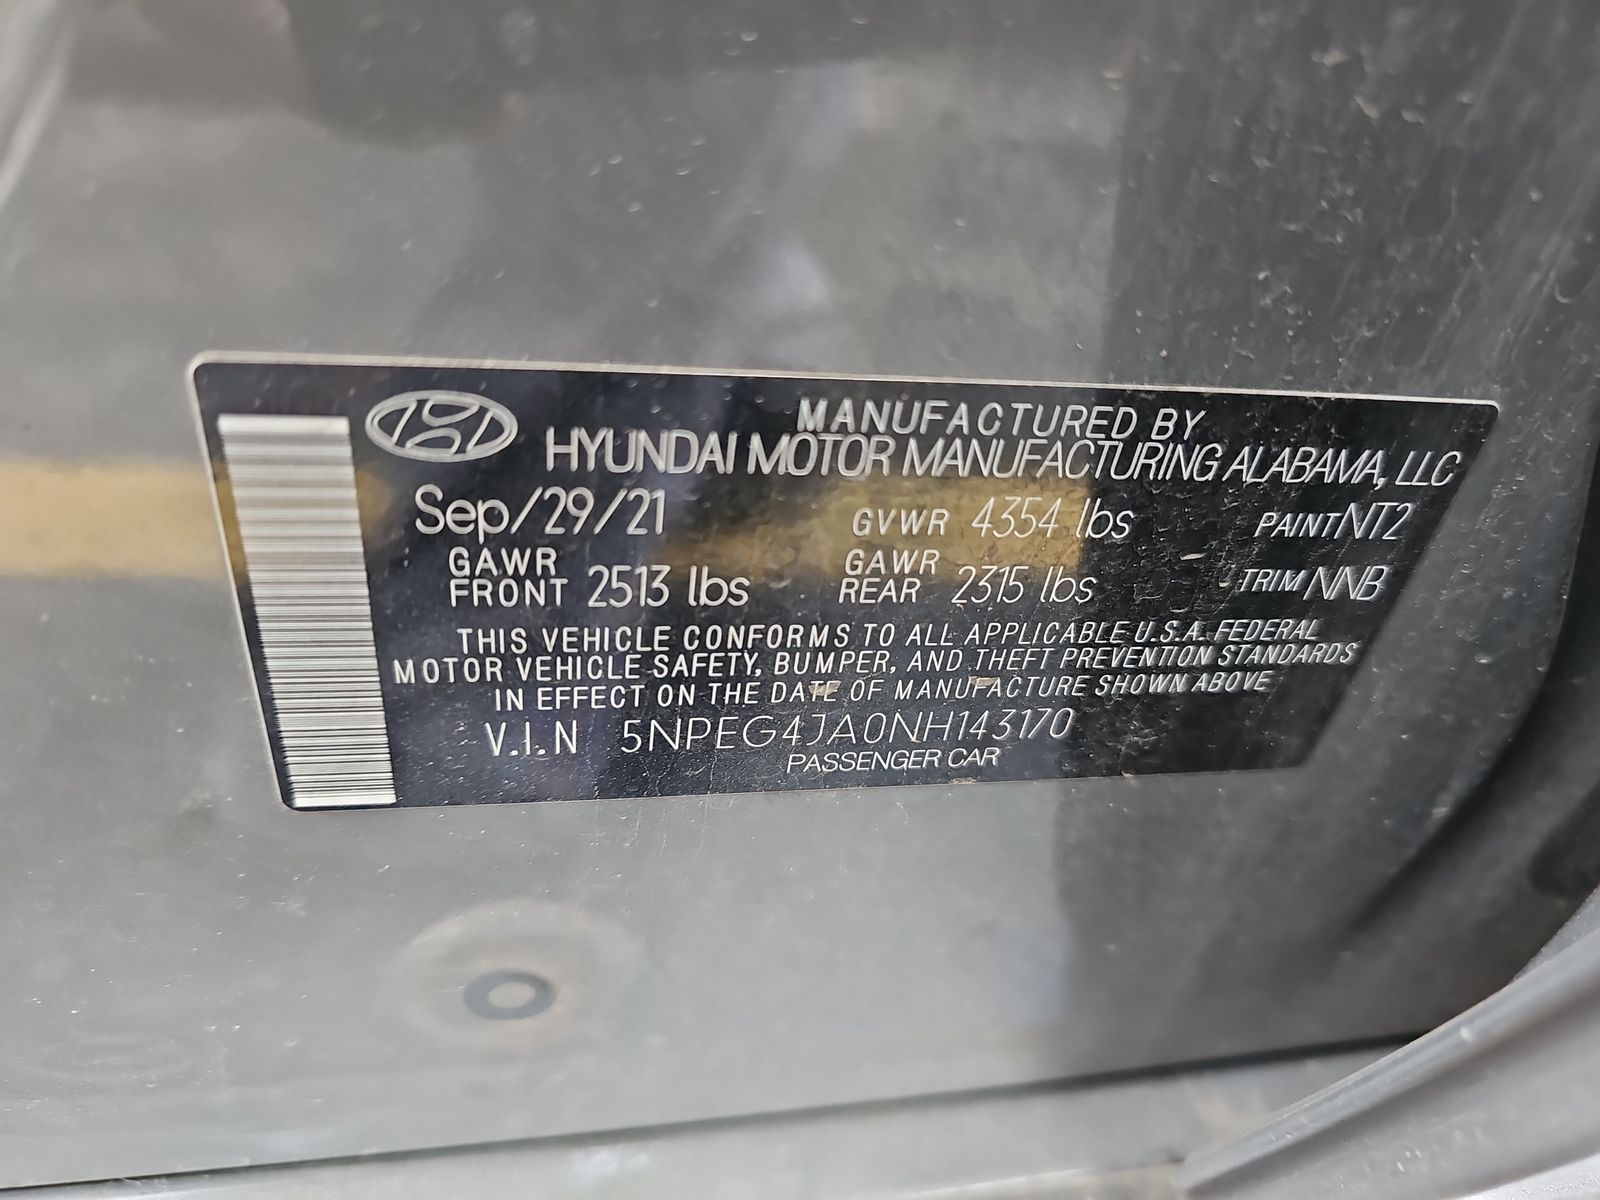 MANUFACTURED BY
HYUNDAI MOTOR MANUFACTURING ALABAMA, LLC
Sep/29/21 GVWR 4354 lbs PAINT NT2
GAWR FRONT 2513 lbs GAWR REAR 2315 lbs TRIM NNB
THIS VEHICLE CONFORMS TO ALL APPLICABLE U.S.A. FEDERAL
MOTOR VEHICLE SAFETY, BUMPER, AND THEFT PREVENTION STANDARDS
IN EFFECT ON THE DATE OF MANUFACTURE SHOWN ABOVE
V.I.N 5NPEG4JA0NH143170
PASSENGER CAR